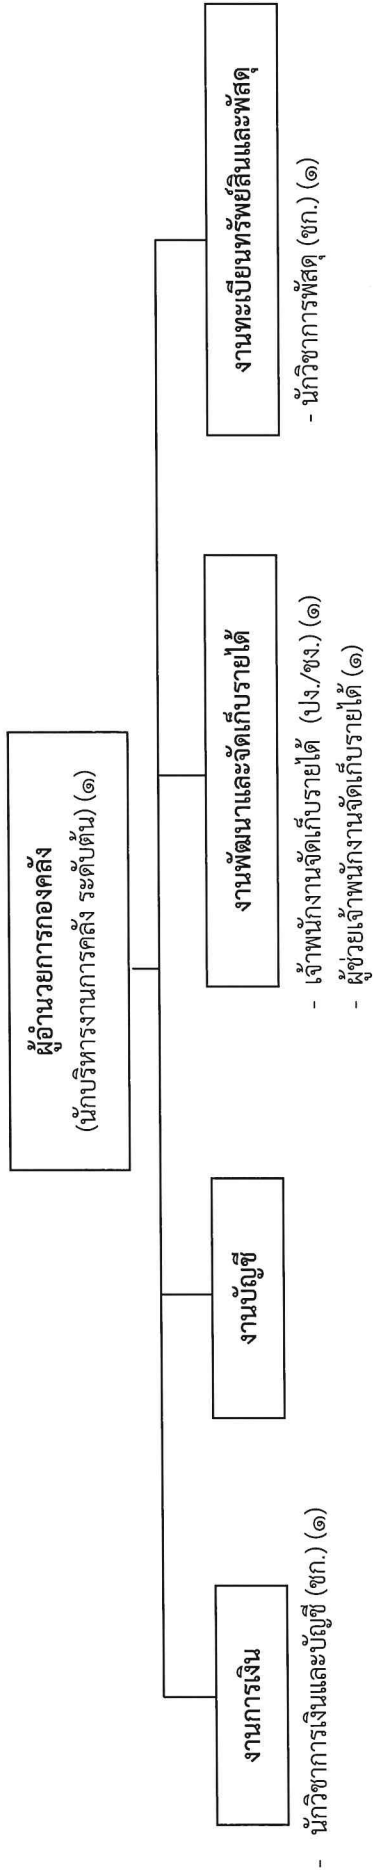 ผู้อำนวยการกองคลัง
(นักบริหารงานการคลัง ระดับต้น) (๑)
งานการเงิน
- นักวิชาการเงินและบัญชี (ชก.) (๑)
งานบัญชี
งานพัฒนาและจัดเก็บรายได้
- เจ้าพนักงานจัดเก็บรายได้ (ปง./ชง.) (๑)
- ผู้ช่วยเจ้าพนักงานจัดเก็บรายได้ (๑)
งานทะเบียนทรัพย์สินและพัสดุ
- นักวิชาการพัสดุ (ชก.) (๑)